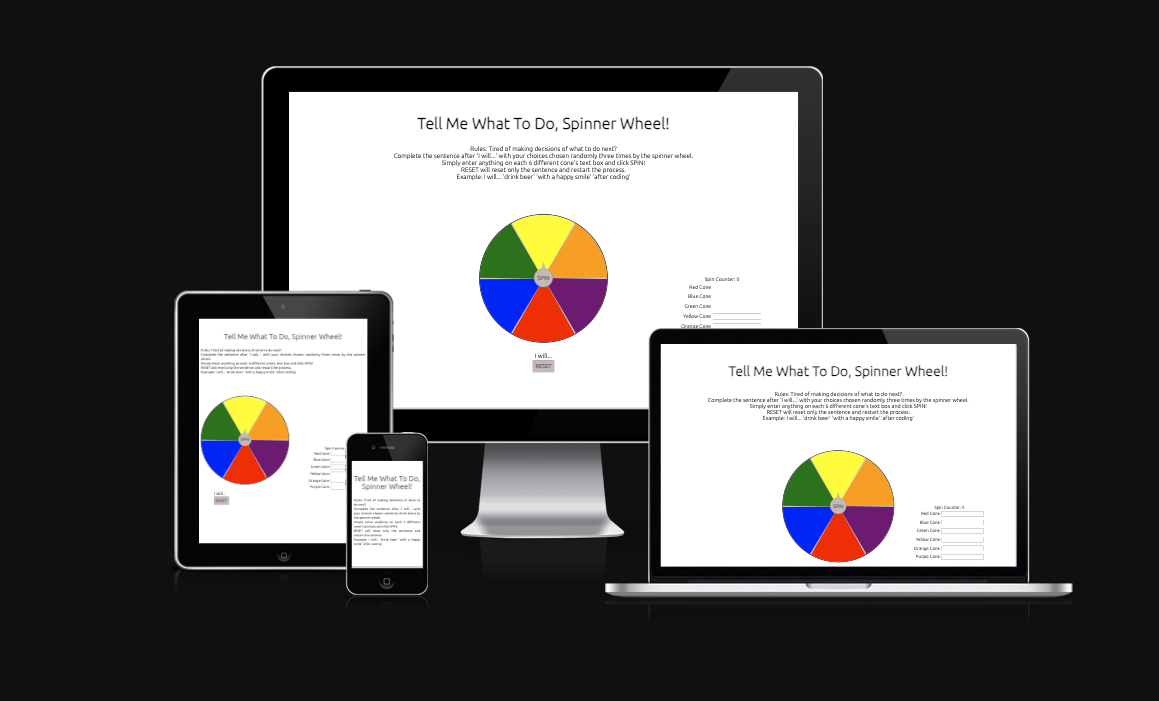 Tell Me What To Do, Spinner Wheel!
Rules: Tired of making decisions of what to do next?
Complete the sentence after 'I will...' with your choices chosen randomly three times by the spinner wheel.
Simply enter anything on each 6 different cone's text box and click SPIN!
RESET will reset only the sentence and restart the process.
Example: I will... 'drink beer' 'with a happy smile' 'after coding'
SPIN
Spin Counter: 0
Red Cone
Blue Cone
Green Cone
Yellow Cone
Orange Cone
I will...
RESET
Tell Me What To Do, Spinner Wheel!
Rules: Tired of making decisions of what to do next?
Complete the sentence after 'I will...' with your choices chosen randomly three times by the spinner
wheel.
Simply enter anything on each 6 different cone's text box and click SPIN!
RESET will reset only the sentence and restart the process.
Example: I will... 'drink beer' 'with a happy smile' 'after coding'
SPIN
Spin Counter:
Red Cone
Blue Cone
Green Cone
Yellow Cone
Orange Cone
Purple Cone
I will...
RESET
Tell Me What To Do,
Spinner Wheel!
Rules: Tired of making decisions of what to
do next?
Complete the sentence after 'I will...' with
your choices chosen randomly three times by
the spinner wheel.
Simply enter anything on each 6 different
cone's text box and click SPIN!
RESET will reset only the sentence and
restart the process.
Example: I will... 'drink beer' 'with a happy
smile' 'after coding'
Tell Me What To Do, Spinner Wheel!
Rules: Tired of making decisions of what to do next?
Complete the sentence after 'I will...' with your choices chosen randomly three times by the spinner wheel.
Simply enter anything on each 6 different cone's text box and click SPIN!
RESET will reset only the sentence and restart the process.
Example: I will... 'drink beer' 'with a happy smile' 'after coding'
SPIN
Spin Counter: 0
Red Cone
Blue Cone
Green Cone
Yellow Cone
Orange Cone
Purple Cone